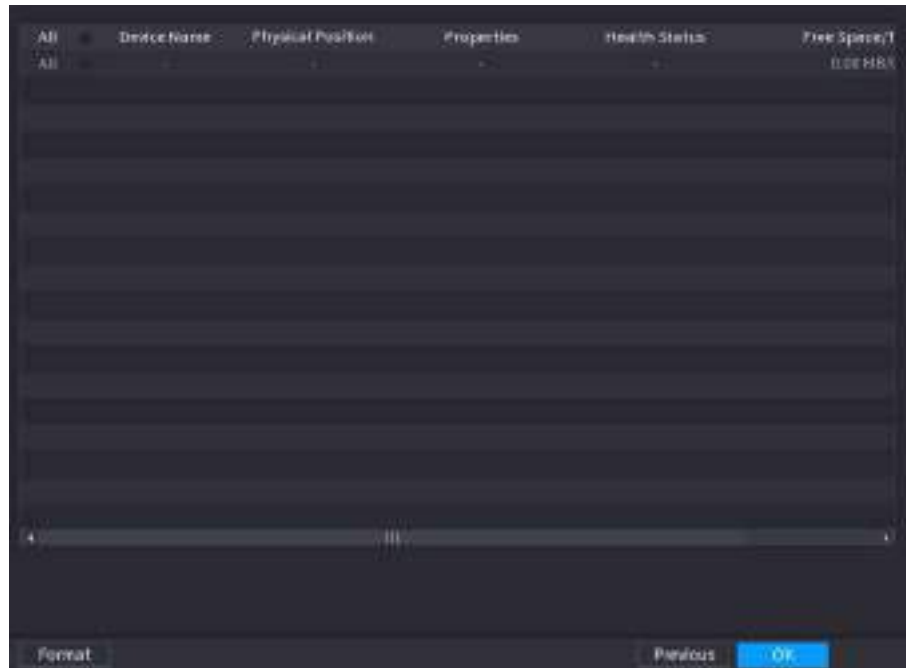 All Device Name Physical Position Properties Health Status Free Space/T
All - - - - 0.00 MB/
Format Previous OK